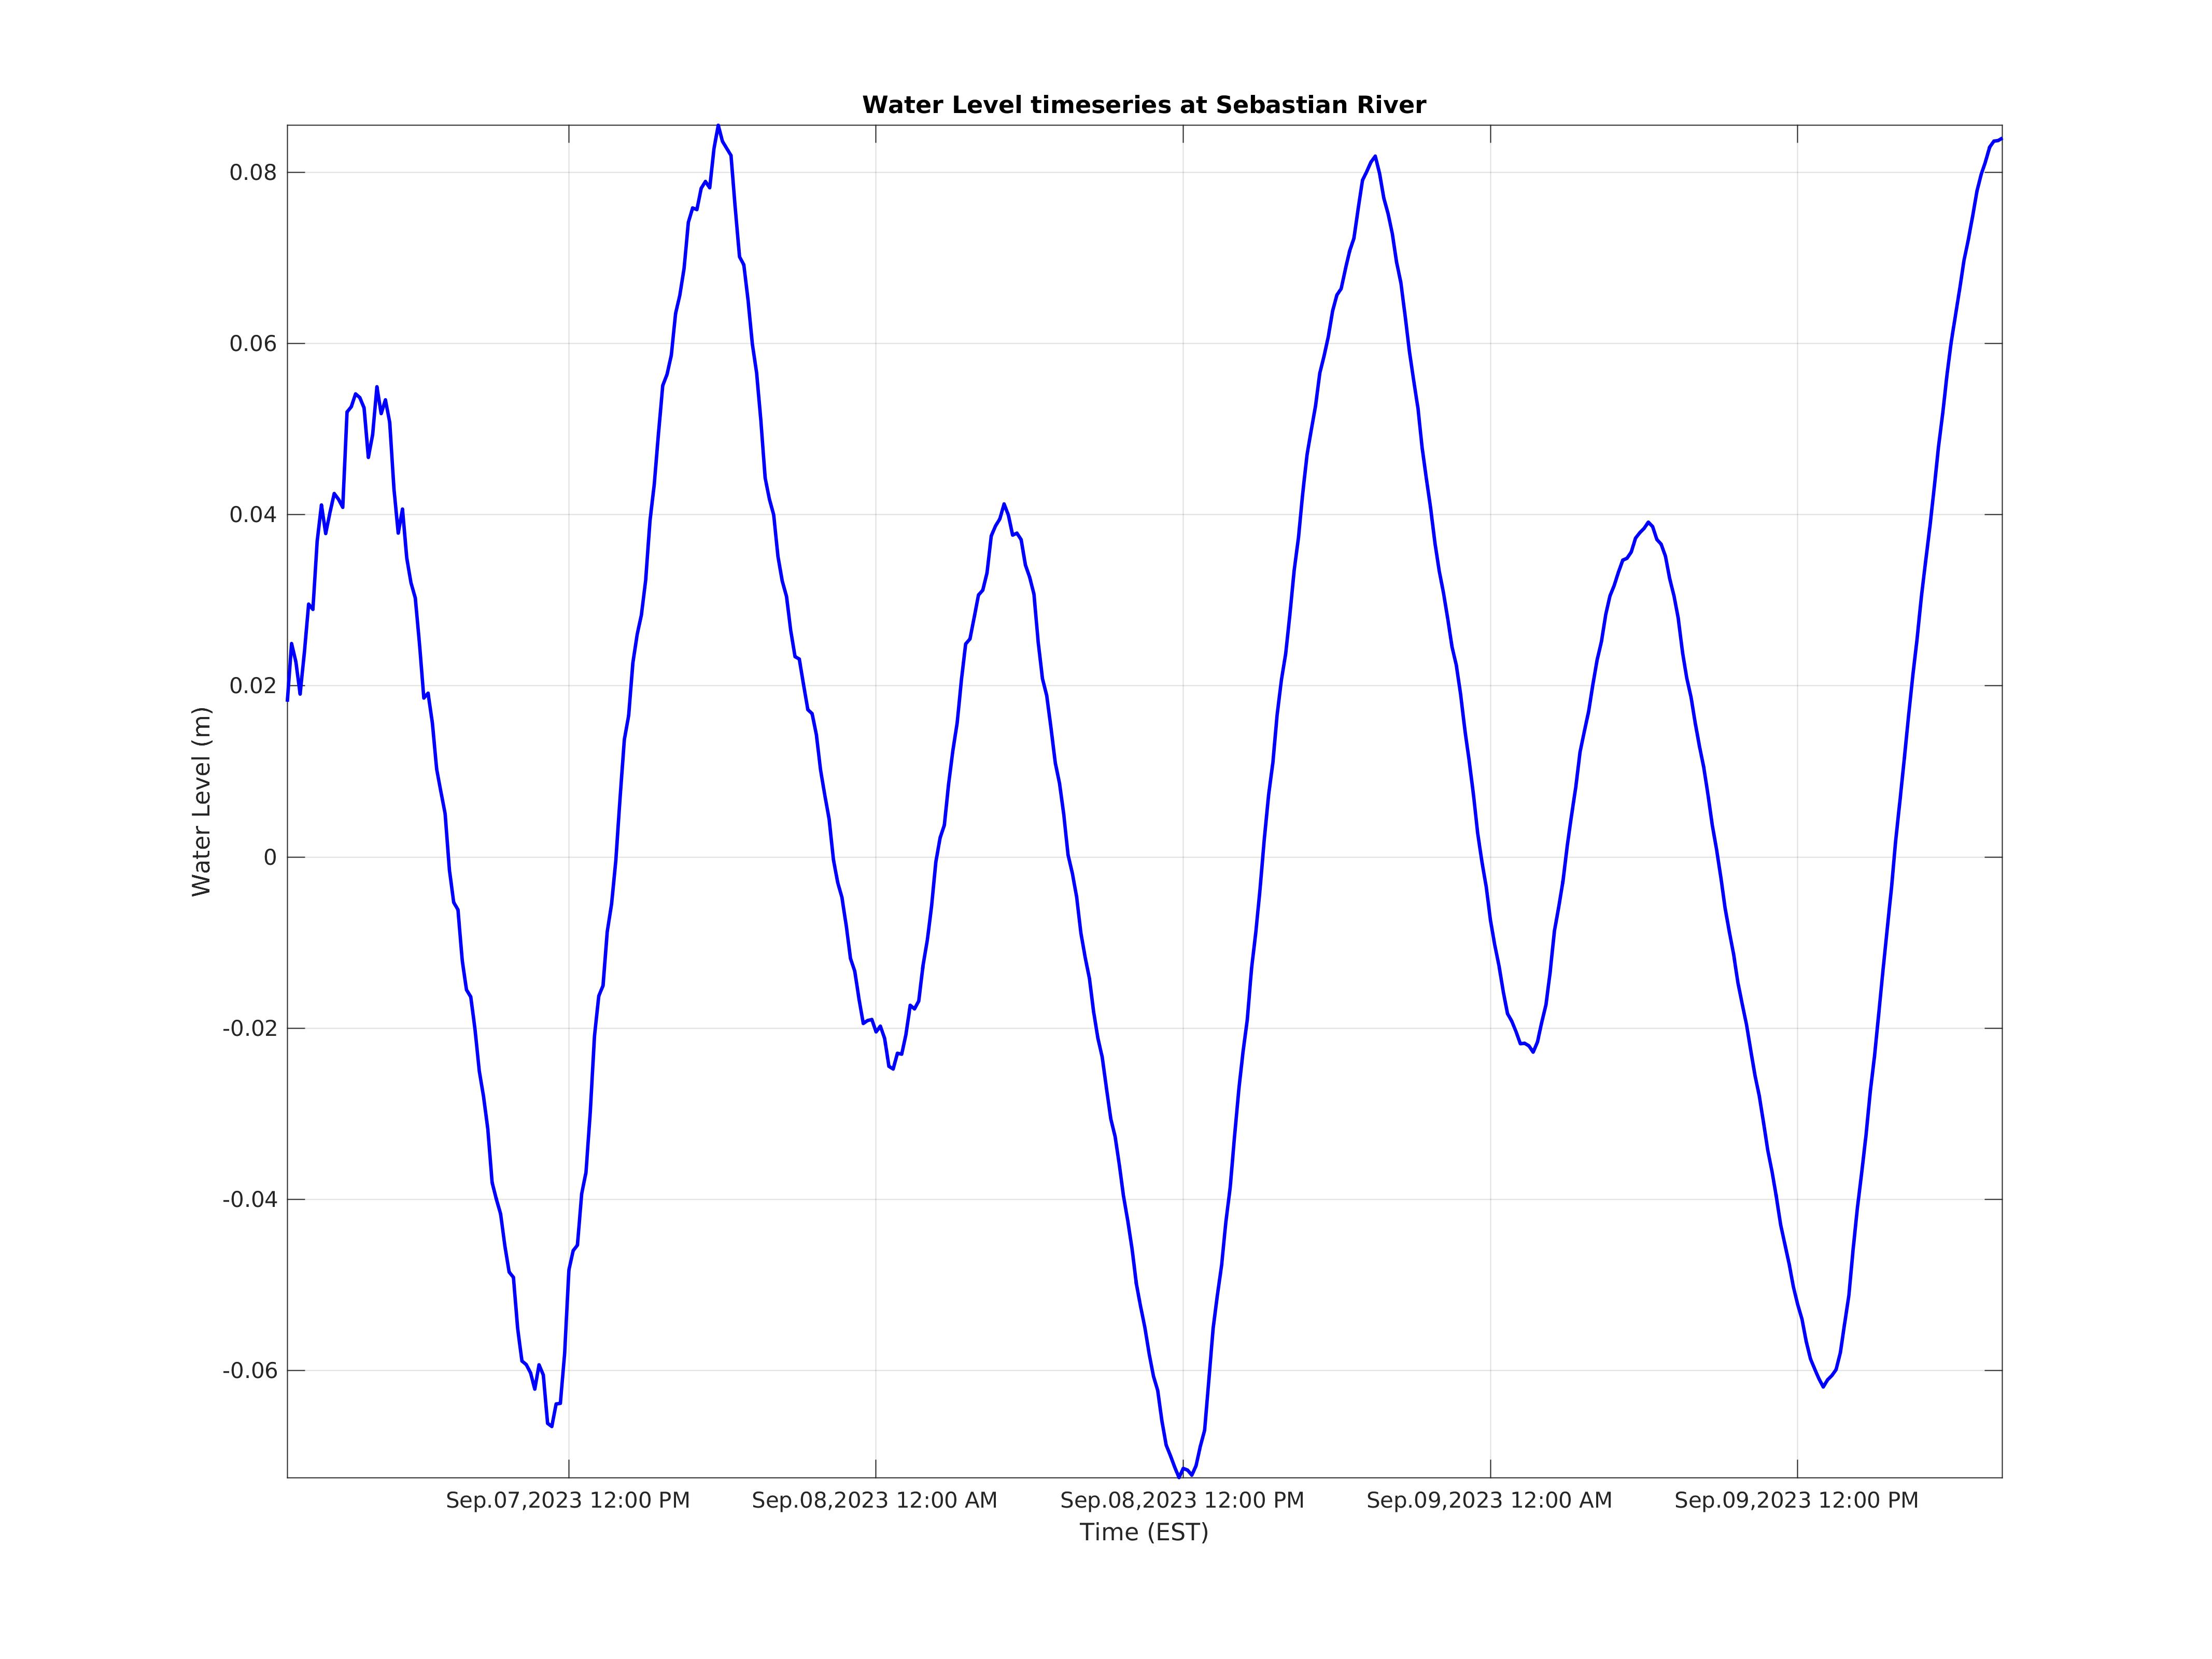 Water Level timeseries at Sebastian River
0.08
0.06
0.04
0.02
0
-0.02
-0.04
-0.06
Water Level (m)
Sep.07,2023 12:00 PM
Sep.08,2023 12:00 AM
Sep.08,2023 12:00 PM
Sep.09,2023 12:00 AM
Sep.09,2023 12:00 PM
Time (EST)